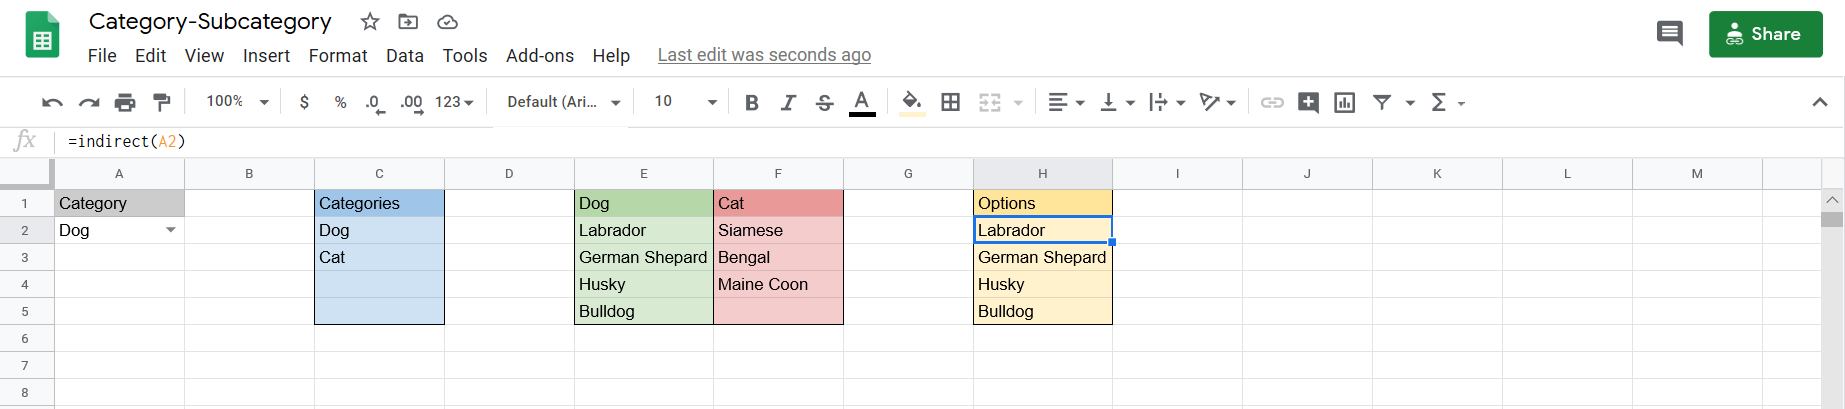 Category-Subcategory
File Edit View Insert Format Data Tools Add-ons Help Last edit was seconds ago
Share
100% $ % .0 .00 123 Default (Ari... 10 B I S A Σ
fx =indirect(A2)
A B C D E F G H I J K L M
1 Category Categories Dog Cat Options
2 Dog Dog Labrador Siamese Labrador
3 Cat German Shepard Bengal German Shepard
4 Husky Maine Coon Husky
5 Bulldog Bulldog
6
7
8